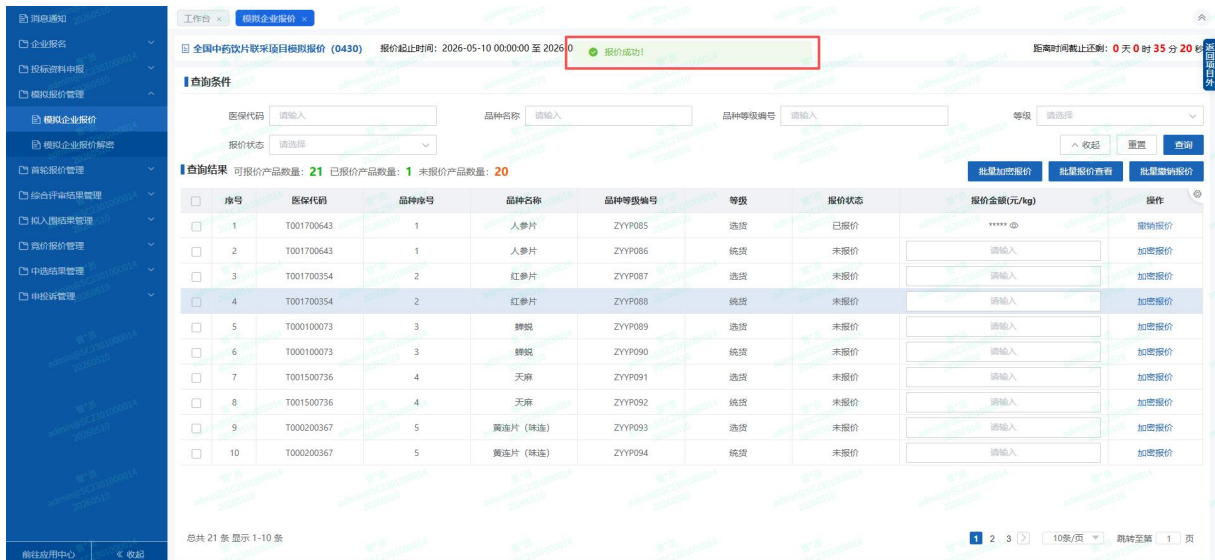 消息通知
企业报名
投标资料申报
模拟报价管理
模拟企业报价
模拟企业报价解密
首轮报价管理
综合评审结果管理
拟入围结果管理
竞价报价管理
中选结果管理
申投诉管理
前往应用中心 《 收起
工作台 × 模拟企业报价 ×
全国中药饮片联采项目模拟报价（0430） 报价起止时间：2026-05-10 00:00:00 至 2026-0
报价成功！
距离时间截止还剩：0 天 0 时 35 分 20 秒
返回项目外
查询条件
医保代码 请输入 品种名称 请输入 品种等级编号 请输入 等级 请选择
报价状态 请选择 收起 重置 查询
查询结果 可报价产品数量：21 已报价产品数量：1 未报价产品数量：20 批量加密报价 批量报价查看 批量撤销报价
序号 医保代码 品种序号 品种名称 品种等级编号 等级 报价状态 报价金额(元/kg) 操作
1 T001700643 1 人参片 ZYYP085 选货 已报价 ***** 撤销报价
2 T001700643 1 人参片 ZYYP086 统货 未报价 请输入 加密报价
3 T001700354 2 红参片 ZYYP087 选货 未报价 请输入 加密报价
4 T001700354 2 红参片 ZYYP088 统货 未报价 请输入 加密报价
5 T000100073 3 蝉蜕 ZYYP089 选货 未报价 请输入 加密报价
6 T000100073 3 蝉蜕 ZYYP090 统货 未报价 请输入 加密报价
7 T001500736 4 天麻 ZYYP091 选货 未报价 请输入 加密报价
8 T001500736 4 天麻 ZYYP092 统货 未报价 请输入 加密报价
9 T000200367 5 黄连片（味连） ZYYP093 选货 未报价 请输入 加密报价
10 T000200367 5 黄连片（味连） ZYYP094 统货 未报价 请输入 加密报价
总共 21 条 显示 1-10 条 1 2 3 > 10条/页 跳转至第 1 页